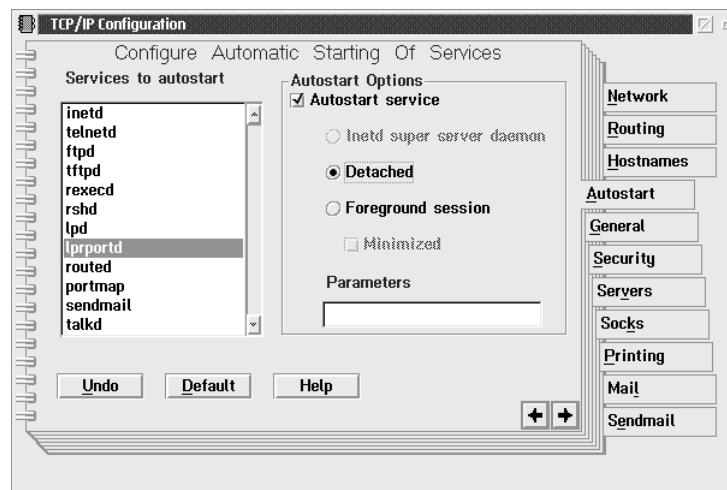 TCP/IP Configuration
Configure Automatic Starting Of Services
Services to autostart
inetd
telnetd
ftpd
tftpd
rexecd
rshd
lpd
lprportd
routed
portmap
sendmail
talkd
Autostart Options
Autostart service
Inetd super server daemon
Detached
Foreground session
Minimized
Parameters
Undo
Default
Help
Network
Routing
Hostnames
Autostart
General
Security
Servers
Socks
Printing
Mail
Sendmail